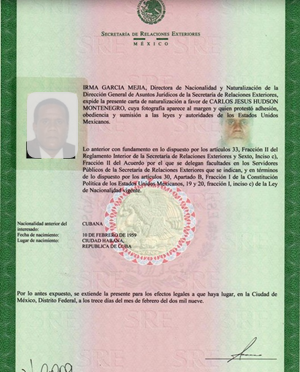 SECRETARÍA DE RELACIONES EXTERIORES
MÉXICO
IRMA GARCIA MEJIA, Directora de Nacionalidad y Naturalización de la
Dirección General de Asuntos Jurídicos de la Secretaría de Relaciones Exteriores,
expide la presente carta de naturalización a favor de CARLOS JESUS HUDSON
MONTENEGRO, cuya fotografía aparece al margen y quien protestó adhesión,
obediencia y sumisión a las leyes y autoridades de los Estados Unidos
Mexicanos.
Lo anterior con fundamento en lo dispuesto por los artículos 33, Fracción II del
Reglamento Interior de la Secretaría de Relaciones Exteriores y Sexto, Inciso c),
Fracción II del Acuerdo por el que se delegan facultades en los Servidores
Públicos de la Secretaría de Relaciones Exteriores que se indican, y en términos
de lo dispuesto por los artículos 30, Apartado B, Fracción I de la Constitución
Política de los Estados Unidos Mexicanos, 19 y 20, fracción I, inciso c) de la Ley
de Nacionalidad vigente.
Nacionalidad anterior del
interesado: CUBANA
Fecha de nacimiento: 10 DE FEBRERO DE 1959
Lugar de nacimiento: CIUDAD HABANA,
REPUBLICA DE CUBA
Por lo antes expuesto, se extiende la presente para los efectos legales a que haya lugar, en la Ciudad de
México, Distrito Federal, a los trece días del mes de febrero del dos mil nueve.